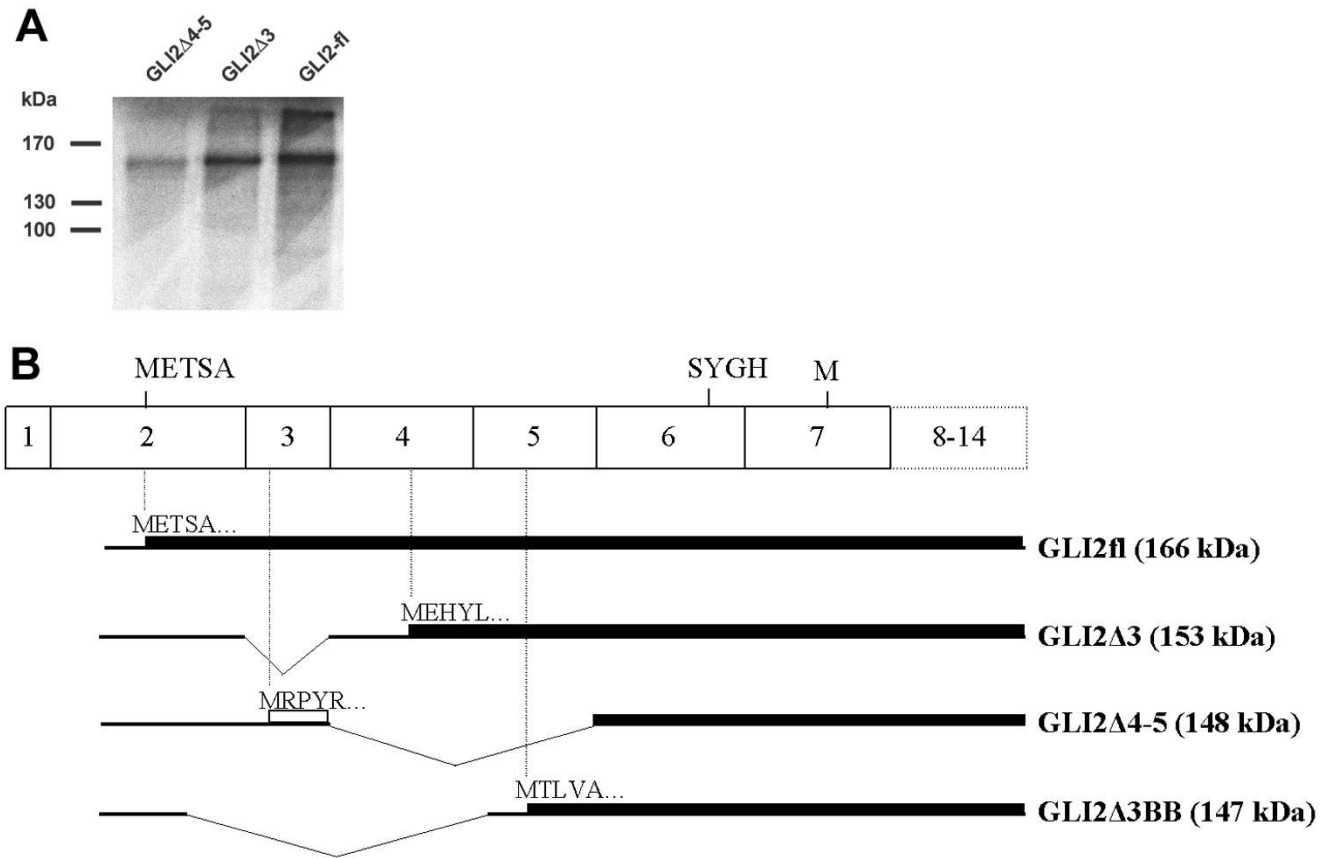 A
GLI2Δ4-5
GLI2Δ3
GLI2-fl
kDa
170
130
100
B
METSA
SYGH
M
1
2
3
4
5
6
7
8-14
METSA...
GLI2fl (166 kDa)
MEHYL...
GLI2Δ3 (153 kDa)
MRPYR...
GLI2Δ4-5 (148 kDa)
MTLVA...
GLI2Δ3BB (147 kDa)